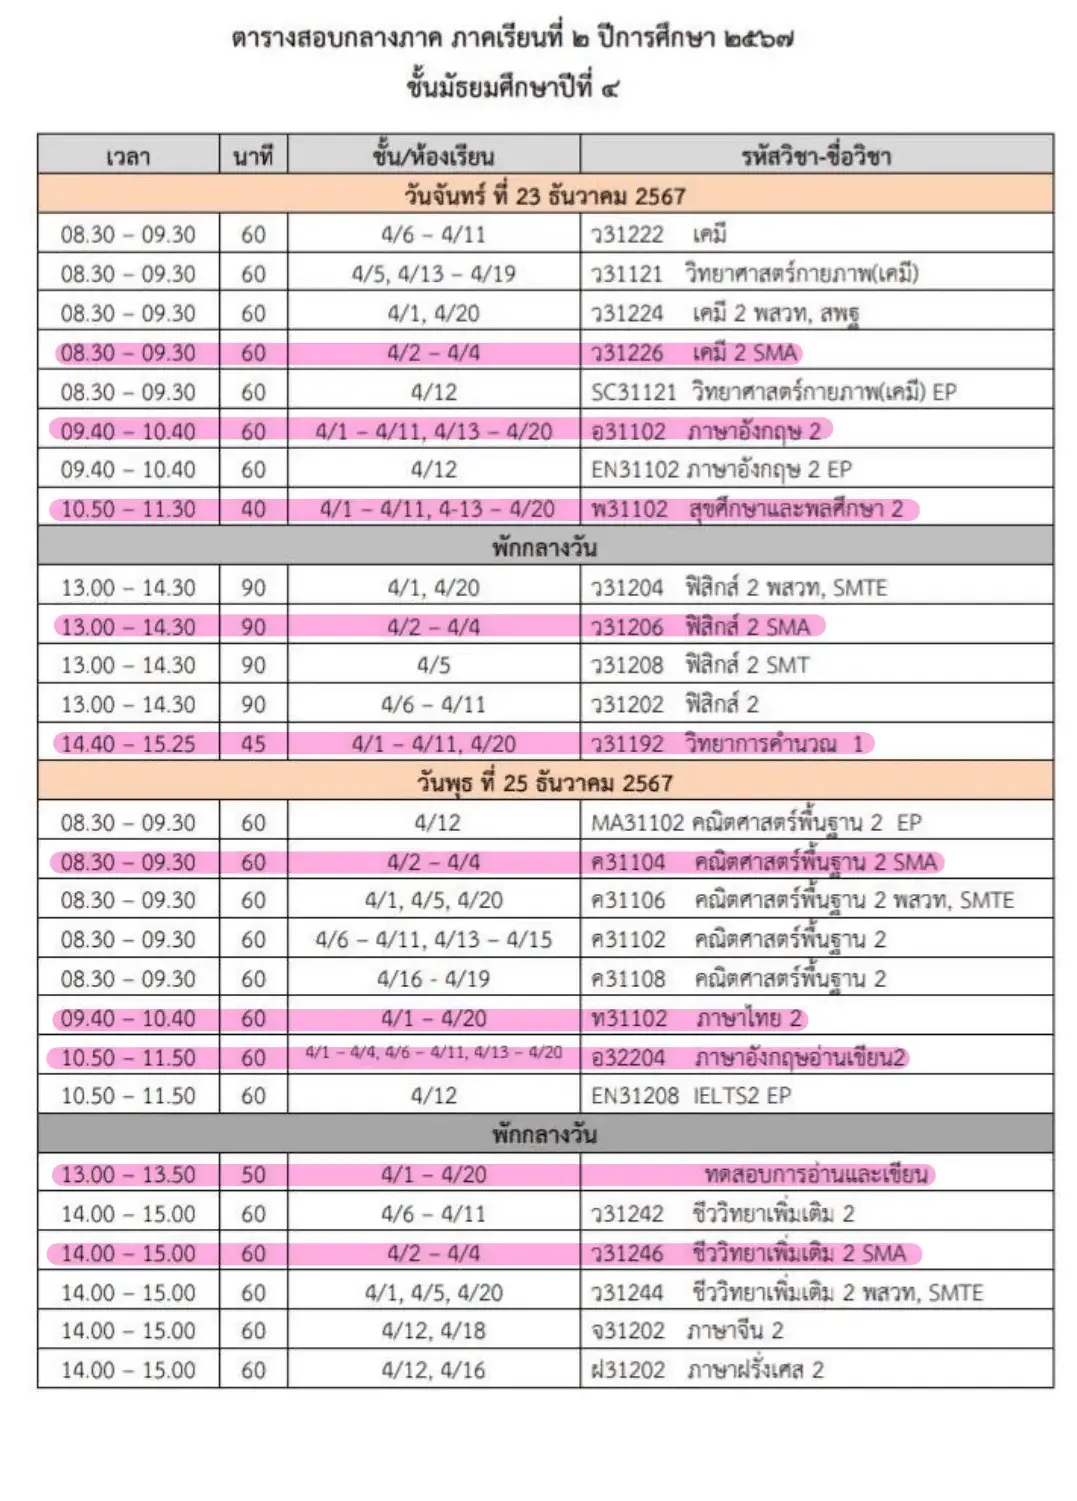 ตารางสอบกลางภาค ภาคเรียนที่ ๒ ปีการศึกษา ๒๕๖๗
ชั้นมัธยมศึกษาปีที่ ๔
เวลา นาที ชั้น/ห้องเรียน รหัสวิชา-ชื่อวิชา
วันจันทร์ ที่ 23 ธันวาคม 2567
08.30 – 09.30 60 4/6 – 4/11 ว31222 เคมี
08.30 – 09.30 60 4/5, 4/13 – 4/19 ว31121 วิทยาศาสตร์กายภาพ(เคมี)
08.30 – 09.30 60 4/1, 4/20 ว31224 เคมี 2 พสวท, สพฐ
08.30 – 09.30 60 4/2 – 4/4 ว31226 เคมี 2 SMA
08.30 – 09.30 60 4/12 SC31121 วิทยาศาสตร์กายภาพ(เคมี) EP
09.40 – 10.40 60 4/1 – 4/11, 4/13 – 4/20 อ31102 ภาษาอังกฤษ 2
09.40 – 10.40 60 4/12 EN31102 ภาษาอังกฤษ 2 EP
10.50 – 11.30 40 4/1 – 4/11, 4-13 – 4/20 พ31102 สุขศึกษาและพลศึกษา 2
พักกลางวัน
13.00 – 14.30 90 4/1, 4/20 ว31204 ฟิสิกส์ 2 พสวท, SMTE
13.00 – 14.30 90 4/2 – 4/4 ว31206 ฟิสิกส์ 2 SMA
13.00 – 14.30 90 4/5 ว31208 ฟิสิกส์ 2 SMT
13.00 – 14.30 90 4/6 – 4/11 ว31202 ฟิสิกส์ 2
14.40 – 15.25 45 4/1 – 4/11, 4/20 ว31192 วิทยาการคำนวณ 1
วันพุธ ที่ 25 ธันวาคม 2567
08.30 – 09.30 60 4/12 MA31102 คณิตศาสตร์พื้นฐาน 2 EP
08.30 – 09.30 60 4/2 – 4/4 ค31104 คณิตศาสตร์พื้นฐาน 2 SMA
08.30 – 09.30 60 4/1, 4/5, 4/20 ค31106 คณิตศาสตร์พื้นฐาน 2 พสวท, SMTE
08.30 – 09.30 60 4/6 – 4/11, 4/13 – 4/15 ค31102 คณิตศาสตร์พื้นฐาน 2
08.30 – 09.30 60 4/16 - 4/19 ค31108 คณิตศาสตร์พื้นฐาน 2
09.40 – 10.40 60 4/1 – 4/20 ท31102 ภาษาไทย 2
10.50 – 11.50 60 4/1 – 4/4, 4/6 – 4/11, 4/13 – 4/20 อ32204 ภาษาอังกฤษอ่านเขียน2
10.50 – 11.50 60 4/12 EN31208 IELTS2 EP
พักกลางวัน
13.00 – 13.50 50 4/1 – 4/20 ทดสอบการอ่านและเขียน
14.00 – 15.00 60 4/6 – 4/11 ว31242 ชีววิทยาเพิ่มเติม 2
14.00 – 15.00 60 4/2 – 4/4 ว31246 ชีววิทยาเพิ่มเติม 2 SMA
14.00 – 15.00 60 4/1, 4/5, 4/20 ว31244 ชีววิทยาเพิ่มเติม 2 พสวท, SMTE
14.00 – 15.00 60 4/12, 4/18 จ31202 ภาษาจีน 2
14.00 – 15.00 60 4/12, 4/16 ฝ31202 ภาษาฝรั่งเศส 2